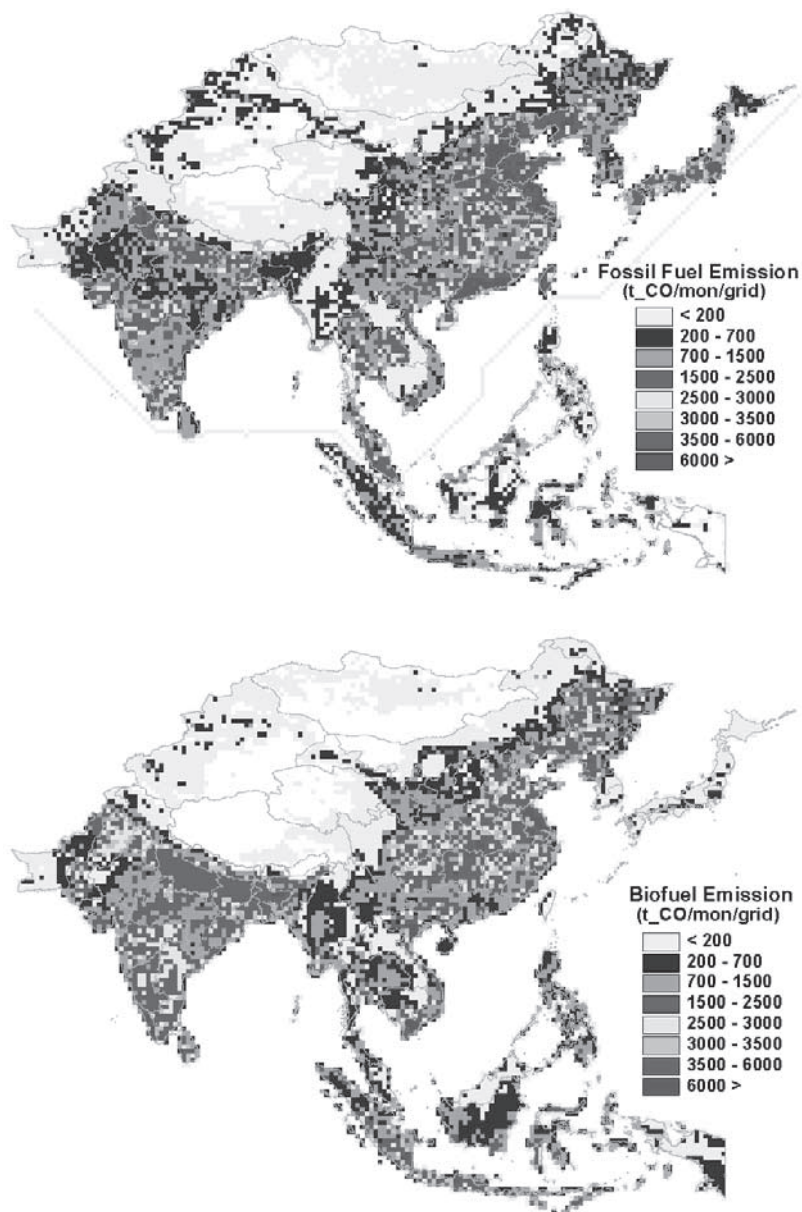 Fossil Fuel Emission
(t_CO/mon/grid)
< 200
200 - 700
700 - 1500
1500 - 2500
2500 - 3000
3000 - 3500
3500 - 6000
6000 >
Biofuel Emission
(t_CO/mon/grid)
< 200
200 - 700
700 - 1500
1500 - 2500
2500 - 3000
3000 - 3500
3500 - 6000
6000 >